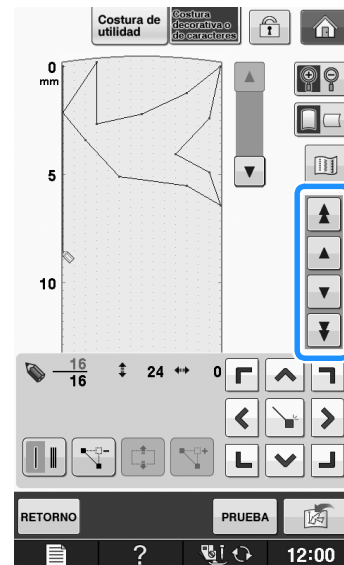 Costura de utilidad
Costura decorativa o de caracteres
0
mm
5
10
16
16
24
0
RETORNO
PRUEBA
?
12:00